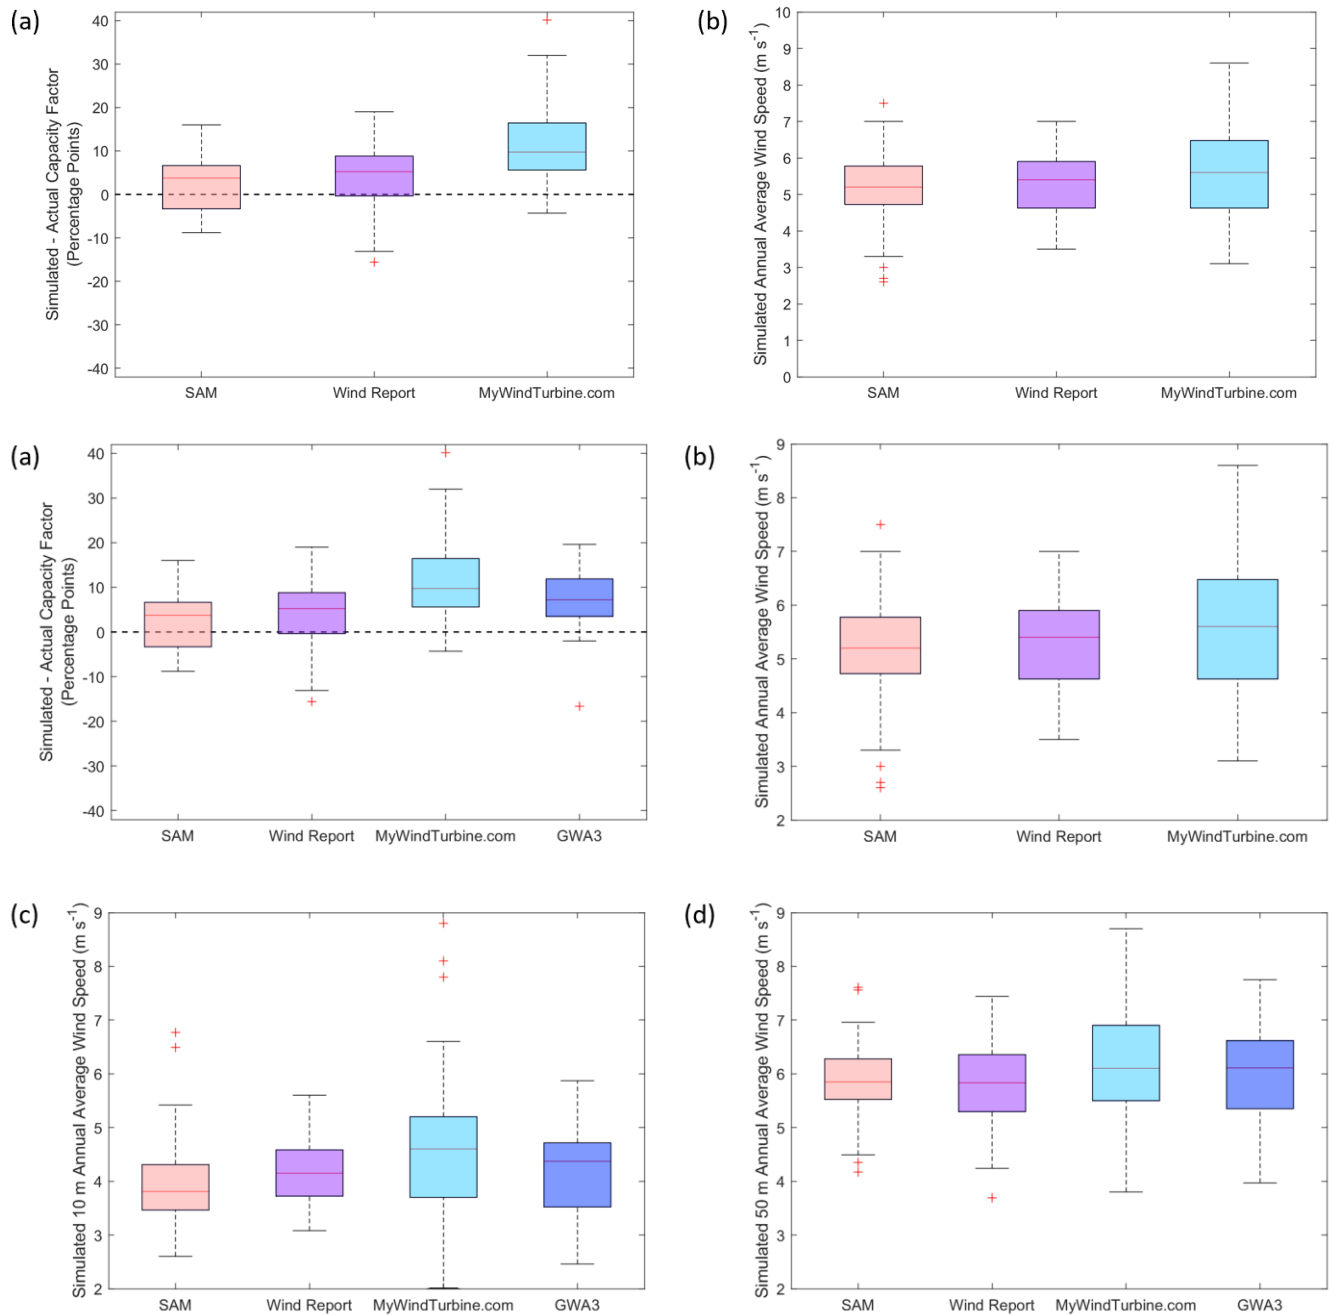 (a)
Simulated - Actual Capacity Factor
(Percentage Points)
40
30
20
10
0
-10
-20
-30
-40
SAM Wind Report MyWindTurbine.com
(b)
Simulated Annual Average Wind Speed (m s⁻¹)
10
9
8
7
6
5
4
3
2
1
0
SAM Wind Report MyWindTurbine.com
(a)
Simulated - Actual Capacity Factor
(Percentage Points)
40
30
20
10
0
-10
-20
-30
-40
SAM Wind Report MyWindTurbine.com GWA3
(b)
Simulated Annual Average Wind Speed (m s⁻¹)
9
8
7
6
5
4
3
2
SAM Wind Report MyWindTurbine.com
(c)
Simulated 10 m Annual Average Wind Speed (m s⁻¹)
9
8
7
6
5
4
3
2
SAM Wind Report MyWindTurbine.com GWA3
(d)
Simulated 50 m Annual Average Wind Speed (m s⁻¹)
9
8
7
6
5
4
3
2
SAM Wind Report MyWindTurbine.com GWA3